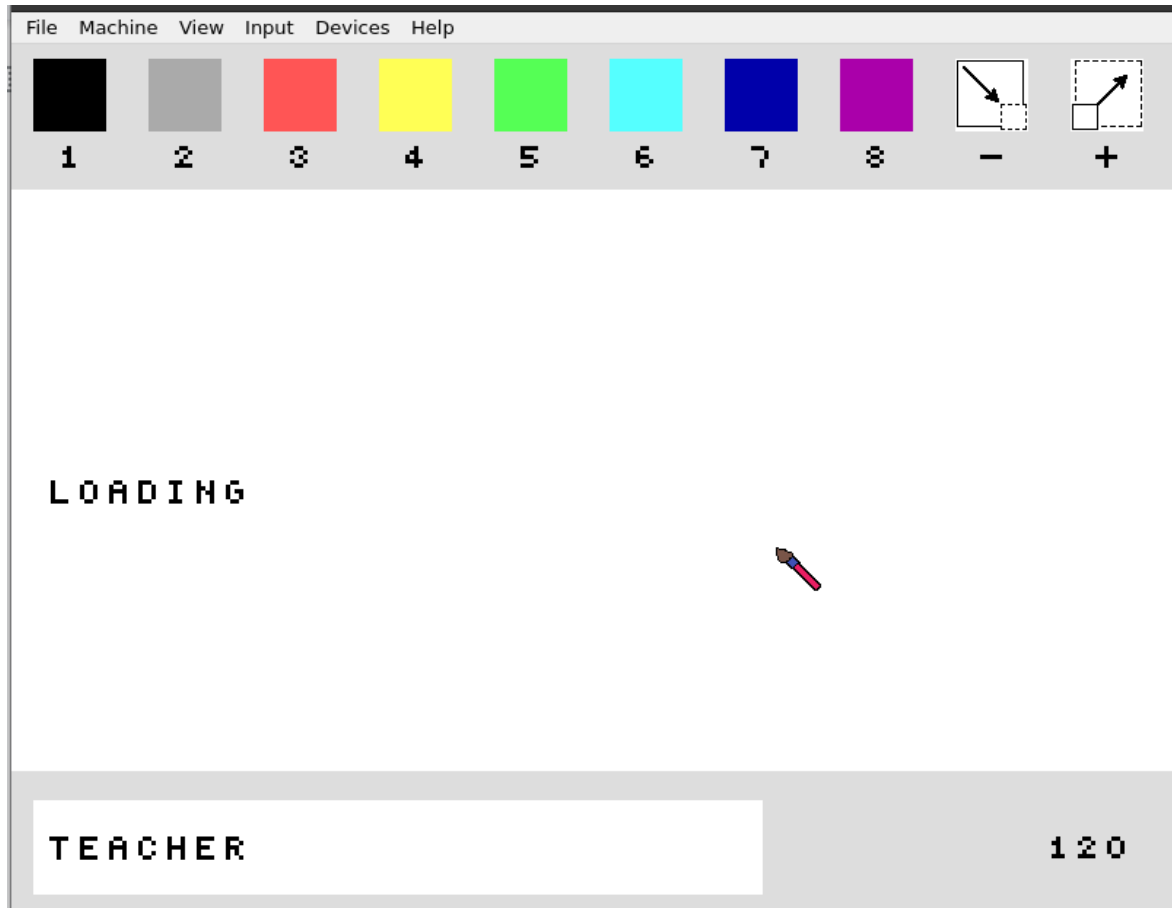 File Machine View Input Devices Help
1 2 3 4 5 6 7 8 - +
LOADING
TEACHER 120